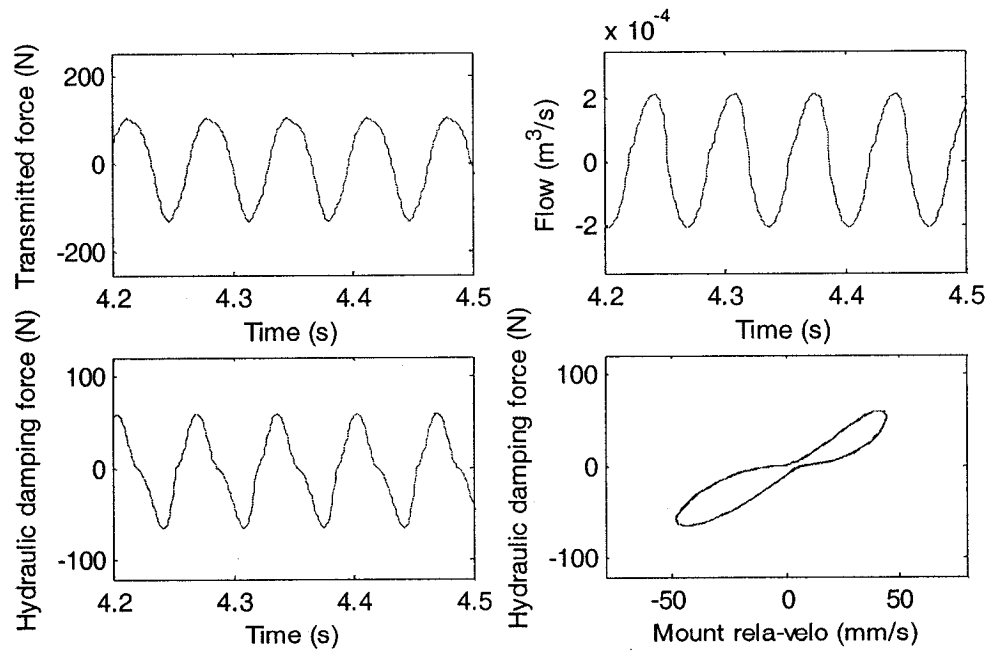 Transmitted force (N)
200
0
-200
4.2 4.3 4.4 4.5
Time (s)
x 10⁻⁴
Flow (m³/s)
2
0
-2
4.2 4.3 4.4 4.5
Time (s)
Hydraulic damping force (N)
100
0
-100
4.2 4.3 4.4 4.5
Time (s)
Hydraulic damping force (N)
100
0
-100
-50 0 50
Mount rela-velo (mm/s)